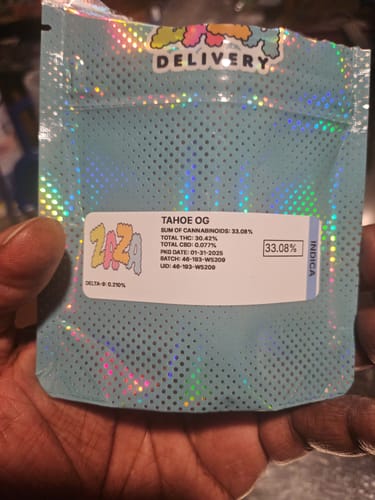 ZAZA
DELIVERY
TAHOE OG
SUM OF CANNABINOIDS: 33.08%
TOTAL THC: 30.42%
TOTAL CBD: 0.077%
PKG DATE: 01-31-2025
BATCH: 46-193-W5209
UID: 46-193-W5209
33.08%
INDICA
ZAZA
DELTA-9: 0.210%